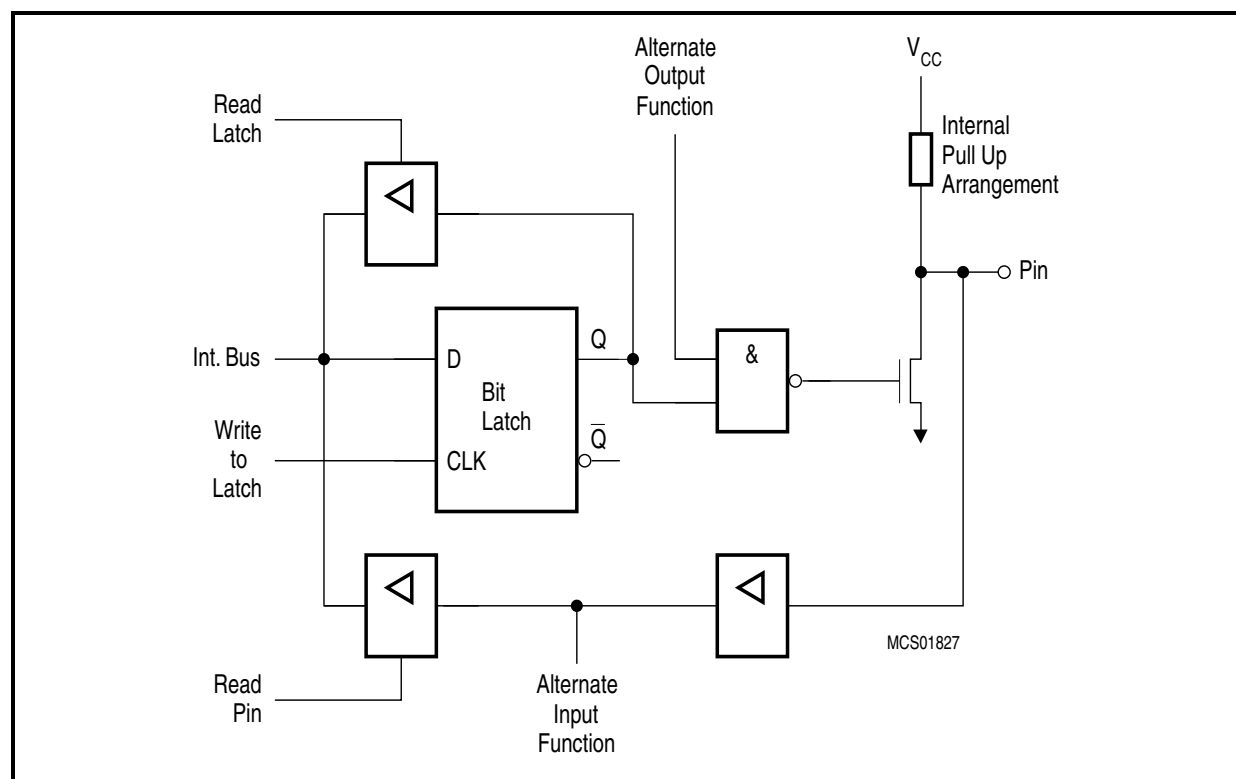 Alternate
Output
Function
V_CC
Read
Latch
Internal
Pull Up
Arrangement
Pin
Int. Bus
D
Q
&
Bit
Latch
Write
to
Latch
CLK
Q̅
MCS01827
Read
Pin
Alternate
Input
Function